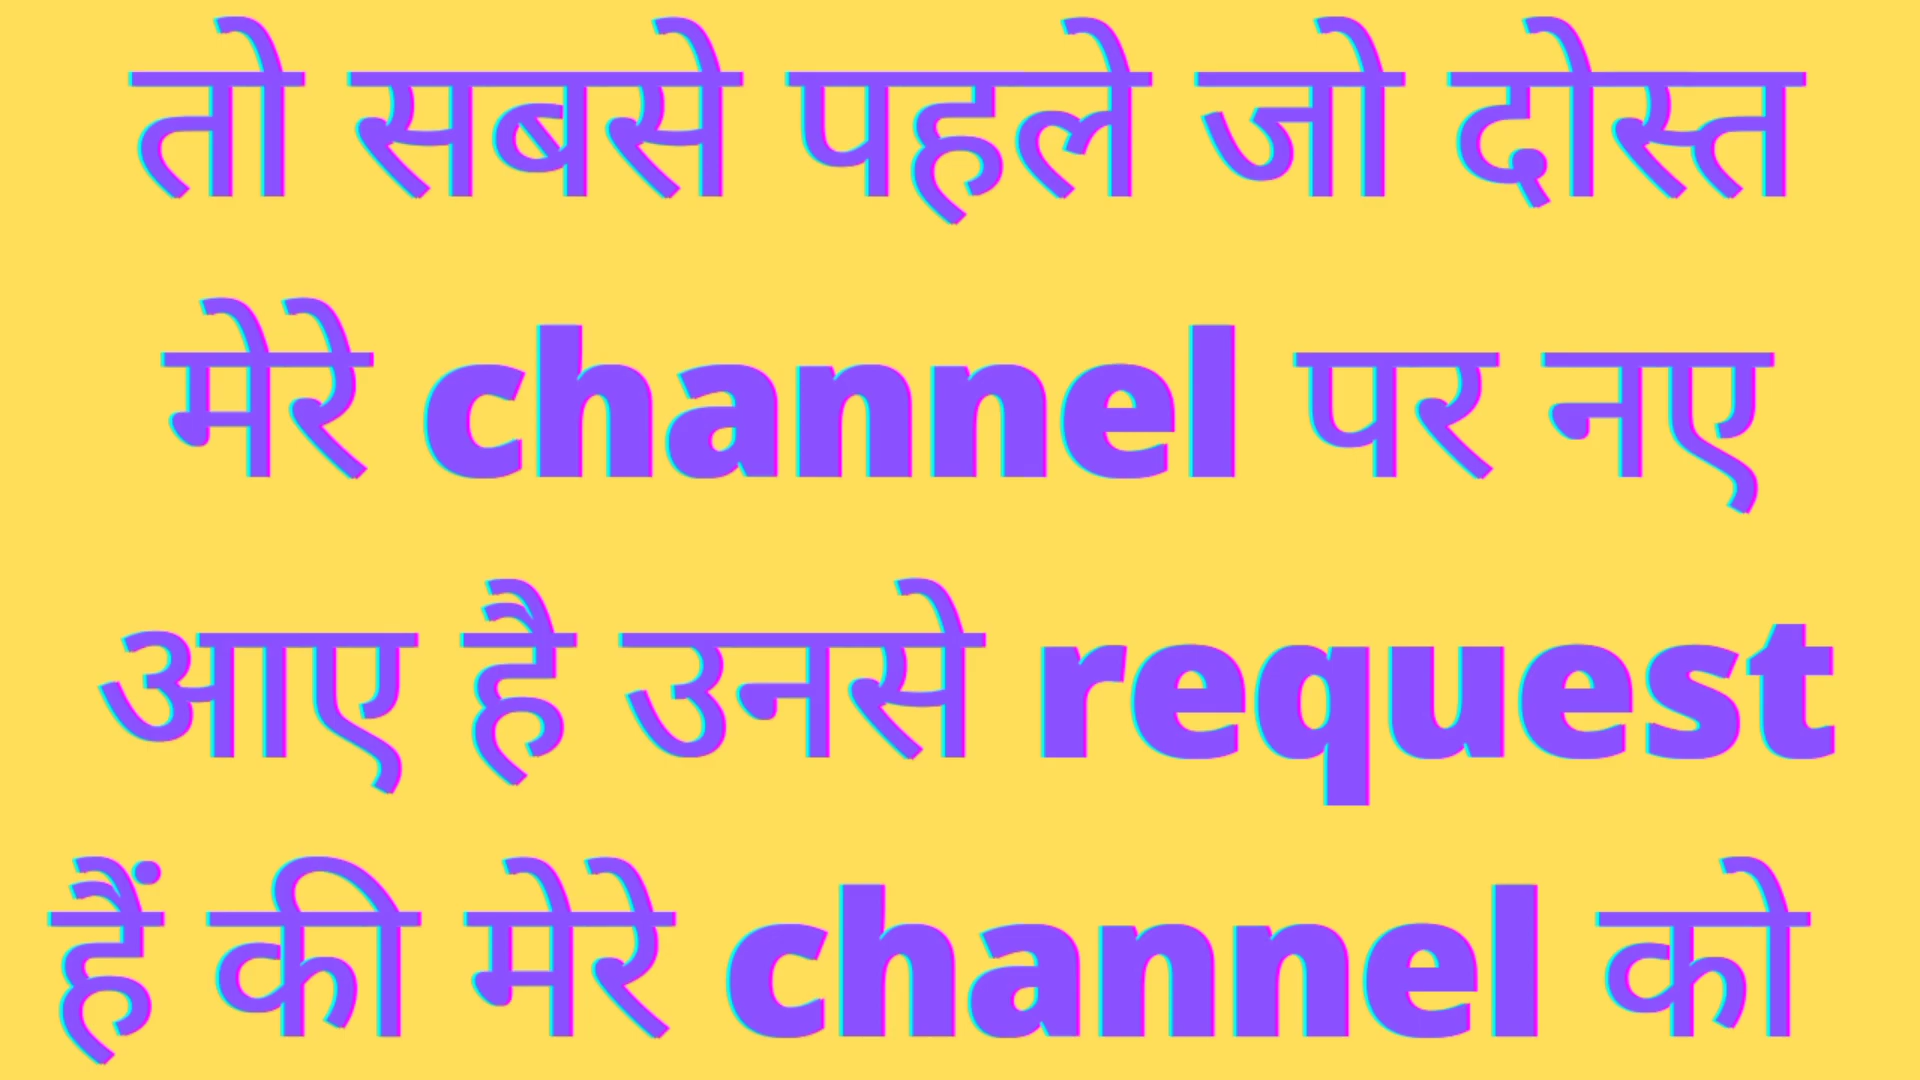 तो सबसे पहले जो दोस्त
मेरे channel पर नए
आए है उनसे request
हैं की मेरे channel को